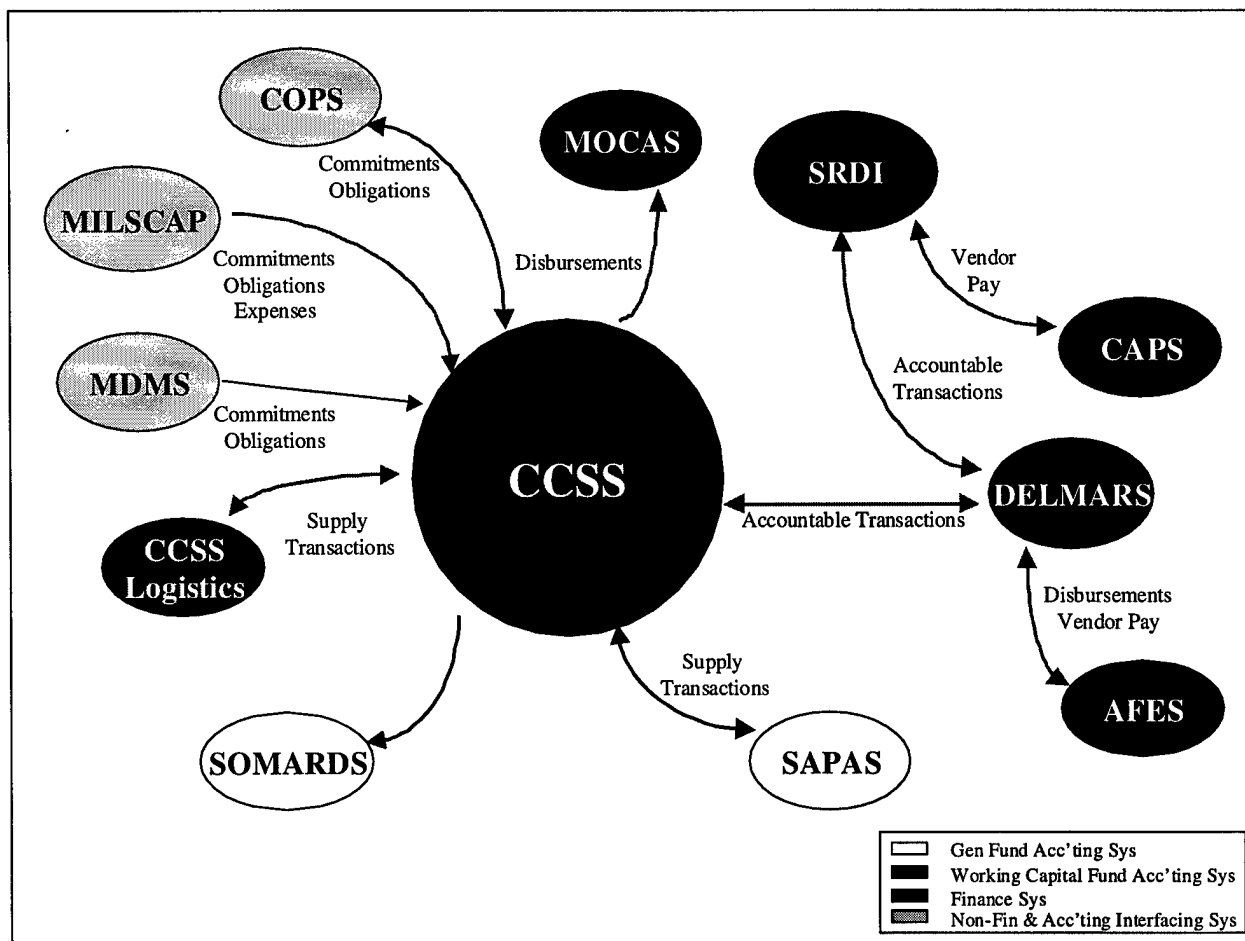 COPS
MOCAS
SRDI
Commitments
Obligations
MILSCAP
Commitments
Obligations
Expenses
Disbursements
Vendor
Pay
CAPS
MDMS
Commitments
Obligations
Accountable
Transactions
CCSS
DELMARS
Accountable Transactions
Supply
Transactions
CCSS
Logistics
Disbursements
Vendor Pay
Supply
Transactions
AFES
SOMARDS
SAPAS
Gen Fund Acc'ting Sys
Working Capital Fund Acc'ting Sys
Finance Sys
Non-Fin & Acc'ting Interfacing Sys